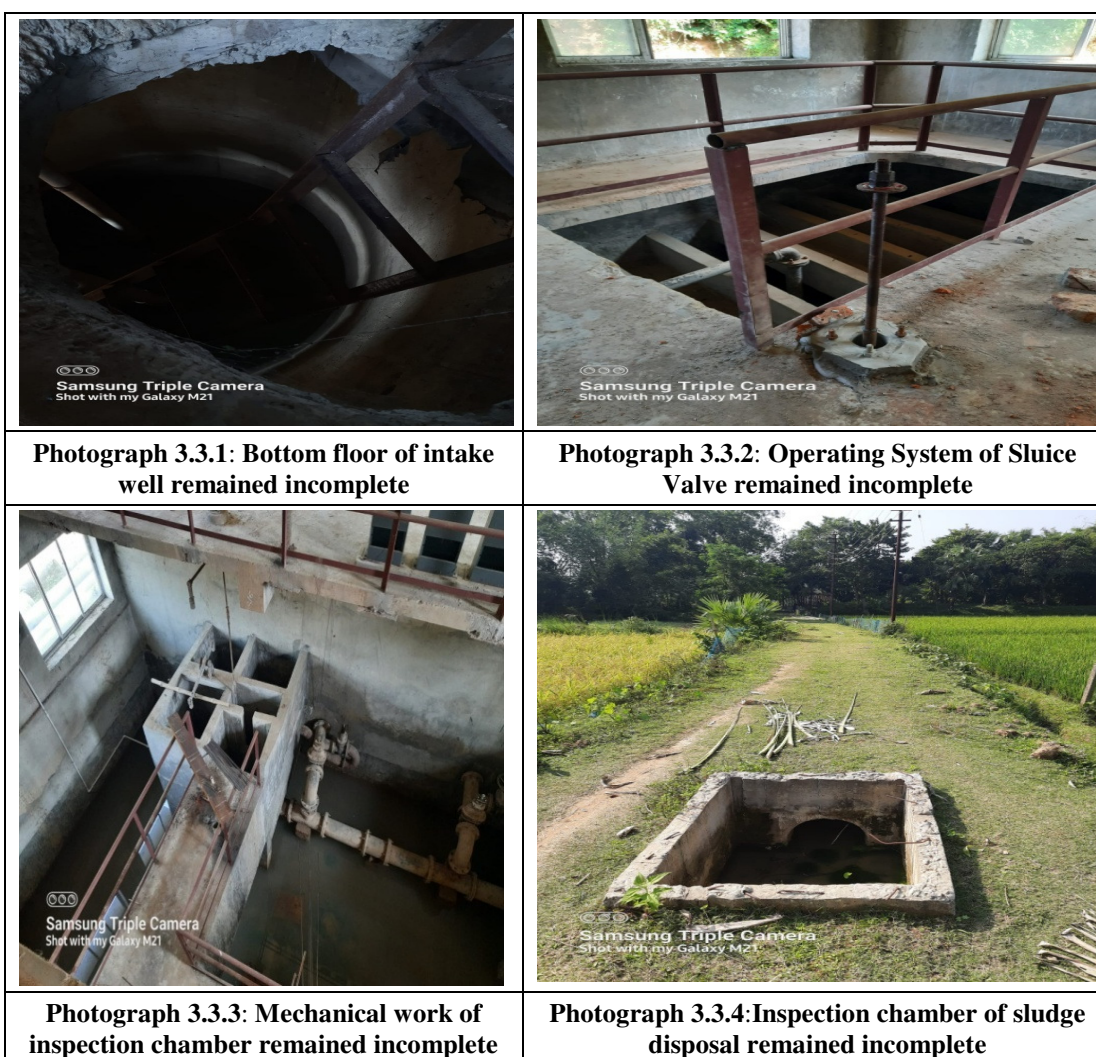 Samsung Triple Camera
Shot with my Galaxy M21
Samsung Triple Camera
Shot with my Galaxy M21
Photograph 3.3.1: Bottom floor of intake
well remained incomplete
Photograph 3.3.2: Operating System of Sluice
Valve remained incomplete
Samsung Triple Camera
Shot with my Galaxy M21
Samsung Triple Camera
Shot with my Galaxy M21
Photograph 3.3.3: Mechanical work of
inspection chamber remained incomplete
Photograph 3.3.4:Inspection chamber of sludge
disposal remained incomplete